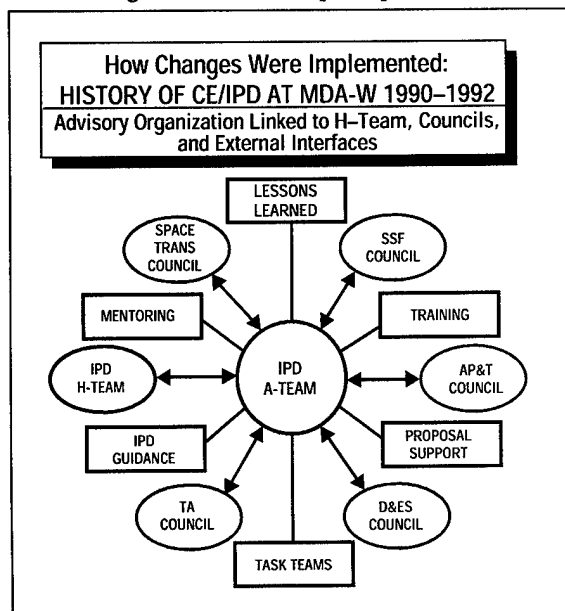 How Changes Were Implemented:
HISTORY OF CE/IPD AT MDA-W 1990–1992
Advisory Organization Linked to H–Team, Councils,
and External Interfaces
LESSONS
LEARNED
SPACE
TRANS
COUNCIL
SSF
COUNCIL
MENTORING
TRAINING
IPD
H-TEAM
IPD
A-TEAM
AP&T
COUNCIL
IPD
GUIDANCE
PROPOSAL
SUPPORT
TA
COUNCIL
D&ES
COUNCIL
TASK TEAMS